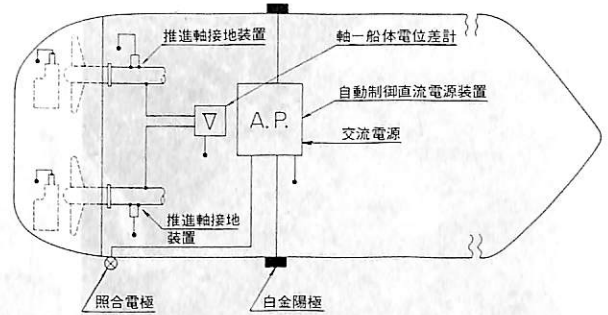 推進軸接地装置
軸一船体電位差計
自動制御直流電源装置
A.P.
V
交流電源
推進軸接地
装置
照合電極
白金陽極